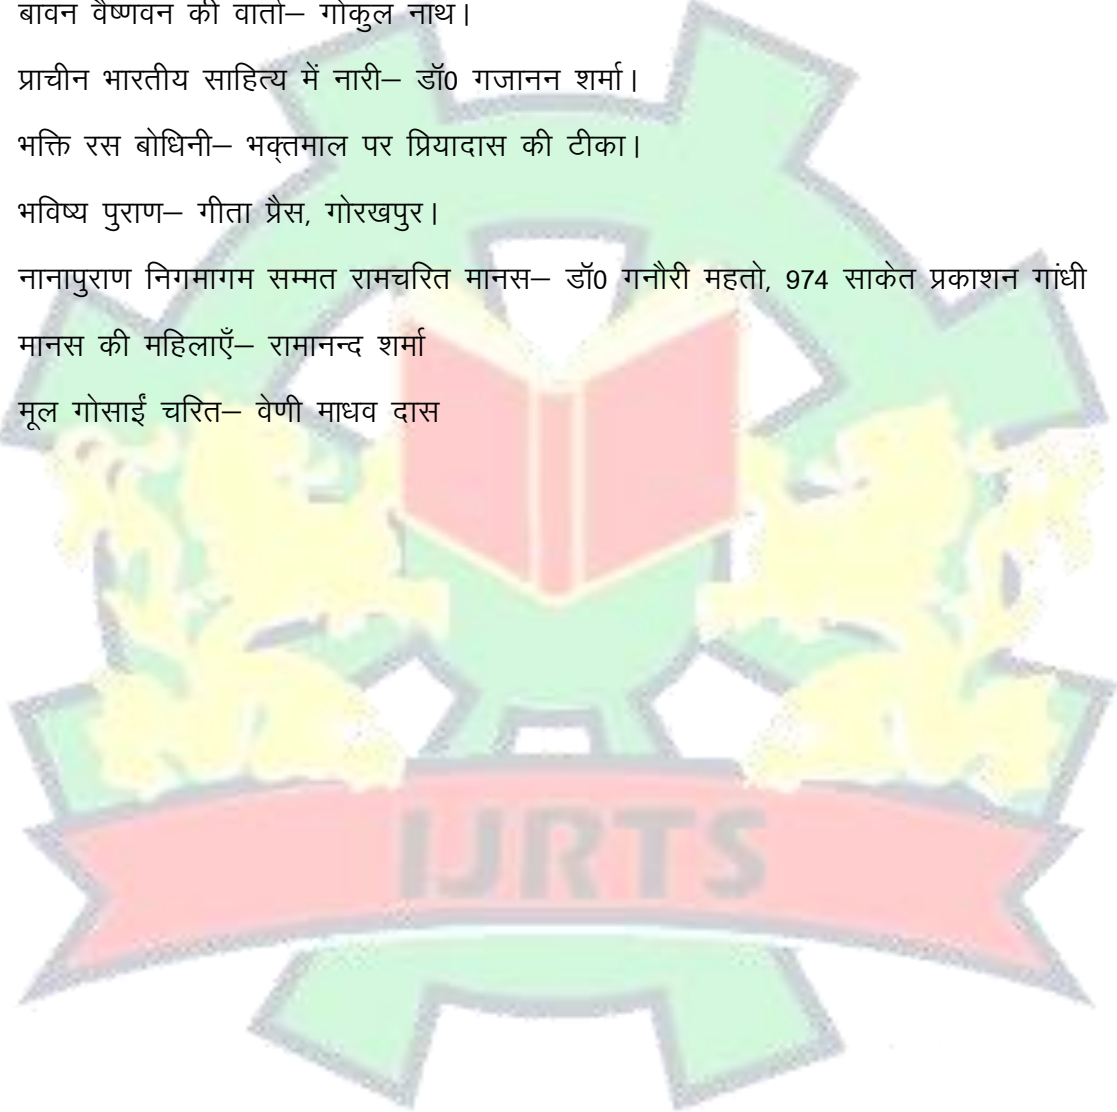 बावन वैष्णवन की वार्ता– गोकुल नाथ।
प्राचीन भारतीय साहित्य में नारी– डॉ0 गजानन शर्मा।
भक्ति रस बोधिनी– भक्तमाल पर प्रियादास की टीका।
भविष्य पुराण– गीता प्रैस, गोरखपुर।
नानापुराण निगमागम सम्मत रामचरित मानस– डॉ0 गनौरी महतो, 974 साकेत प्रकाशन गांधी
मानस की महिलाएँ– रामानन्द शर्मा
मूल गोसाईं चरित– वेणी माधव दास
IJRTS